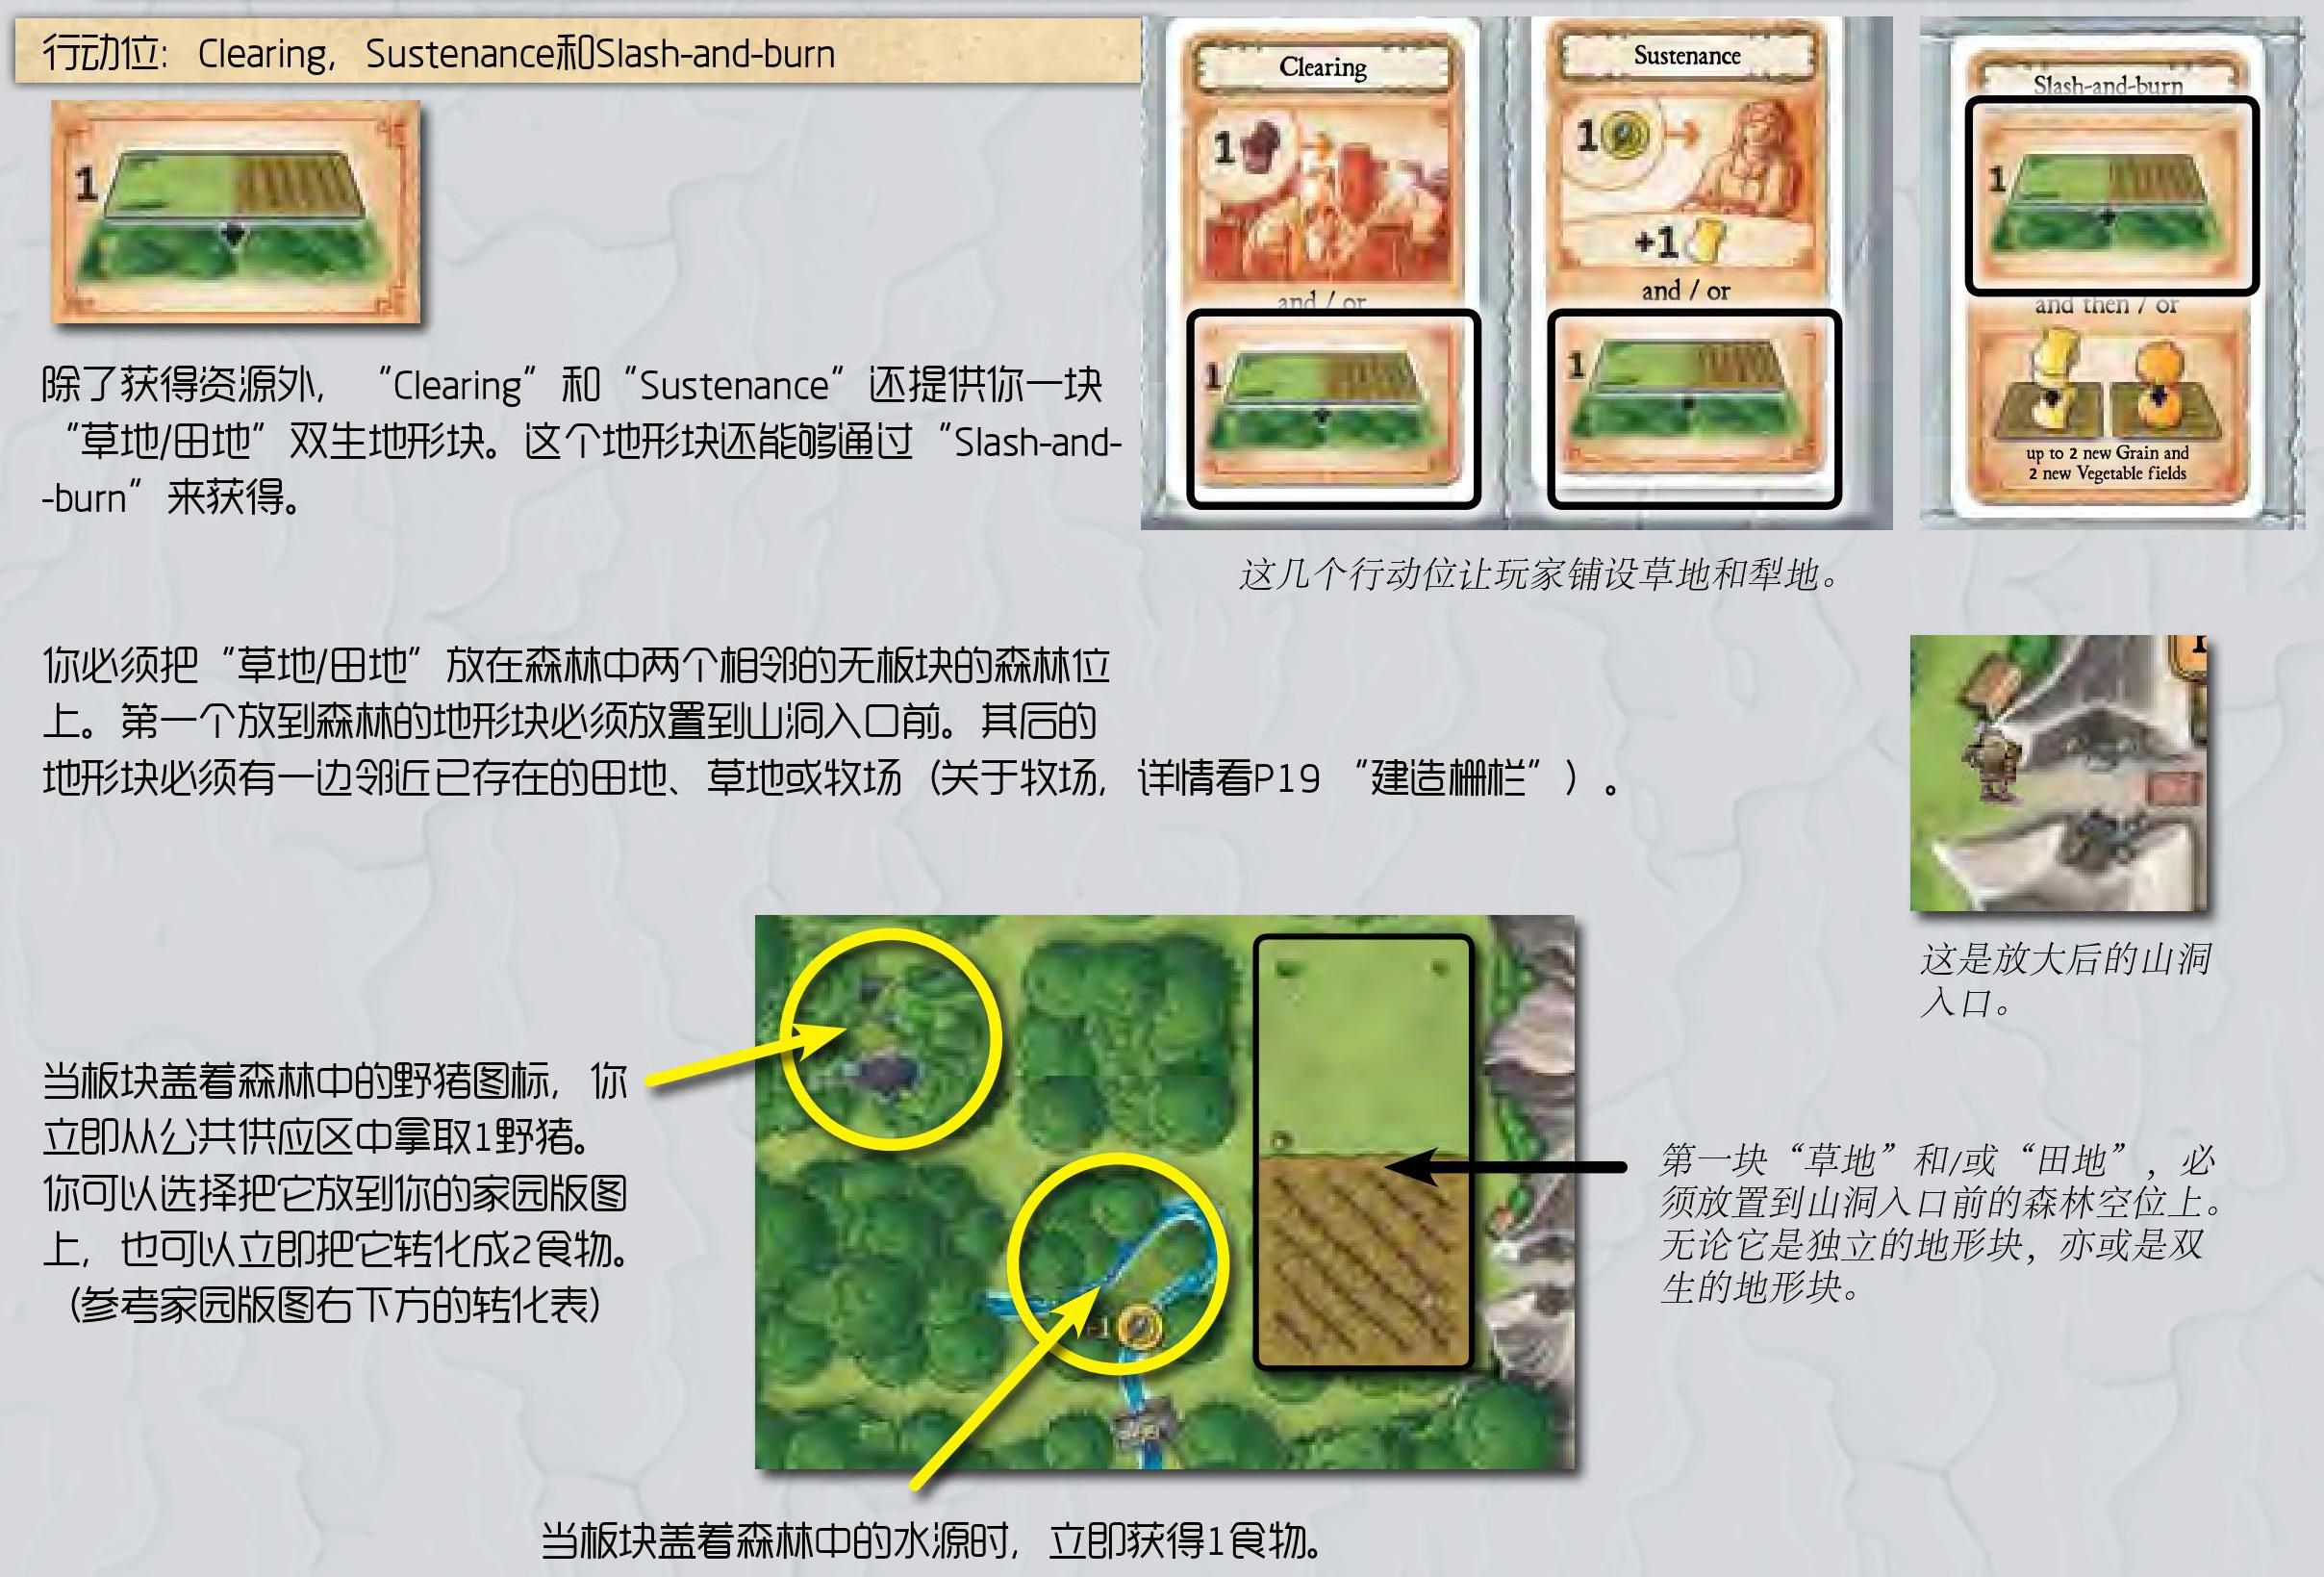 行动位：Clearing，Sustenance和Slash-and-burn
1
除了获得资源外，“Clearing”和“Sustenance”还提供你一块
“草地/田地”双生地形块。这个地形块还能够通过“Slash-and-
-burn”来获得。
Clearing
1
and / or
1
Sustenance
1
+1
and / or
1
Slash-and-burn
1
and then / or
up to 2 new Grain and
2 new Vegetable fields
这几个行动位让玩家铺设草地和犁地。
你必须把“草地/田地”放在森林中两个相邻的无板块的森林位
上。第一个放到森林的地形块必须放置到山洞入口前。其后的
地形块必须有一边邻近已存在的田地、草地或牧场（关于牧场，详情看P19 “建造栅栏”）。
这是放大后的山洞
入口。
当板块盖着森林中的野猪图标，你
立即从公共供应区中拿取1野猪。
你可以选择把它放到你的家园版图
上，也可以立即把它转化成2食物。
（参考家园版图右下方的转化表）
+1
第一块“草地”和/或“田地”，必
须放置到山洞入口前的森林空位上。
无论它是独立的地形块，亦或是双
生的地形块。
当板块盖着森林中的水源时，立即获得1食物。